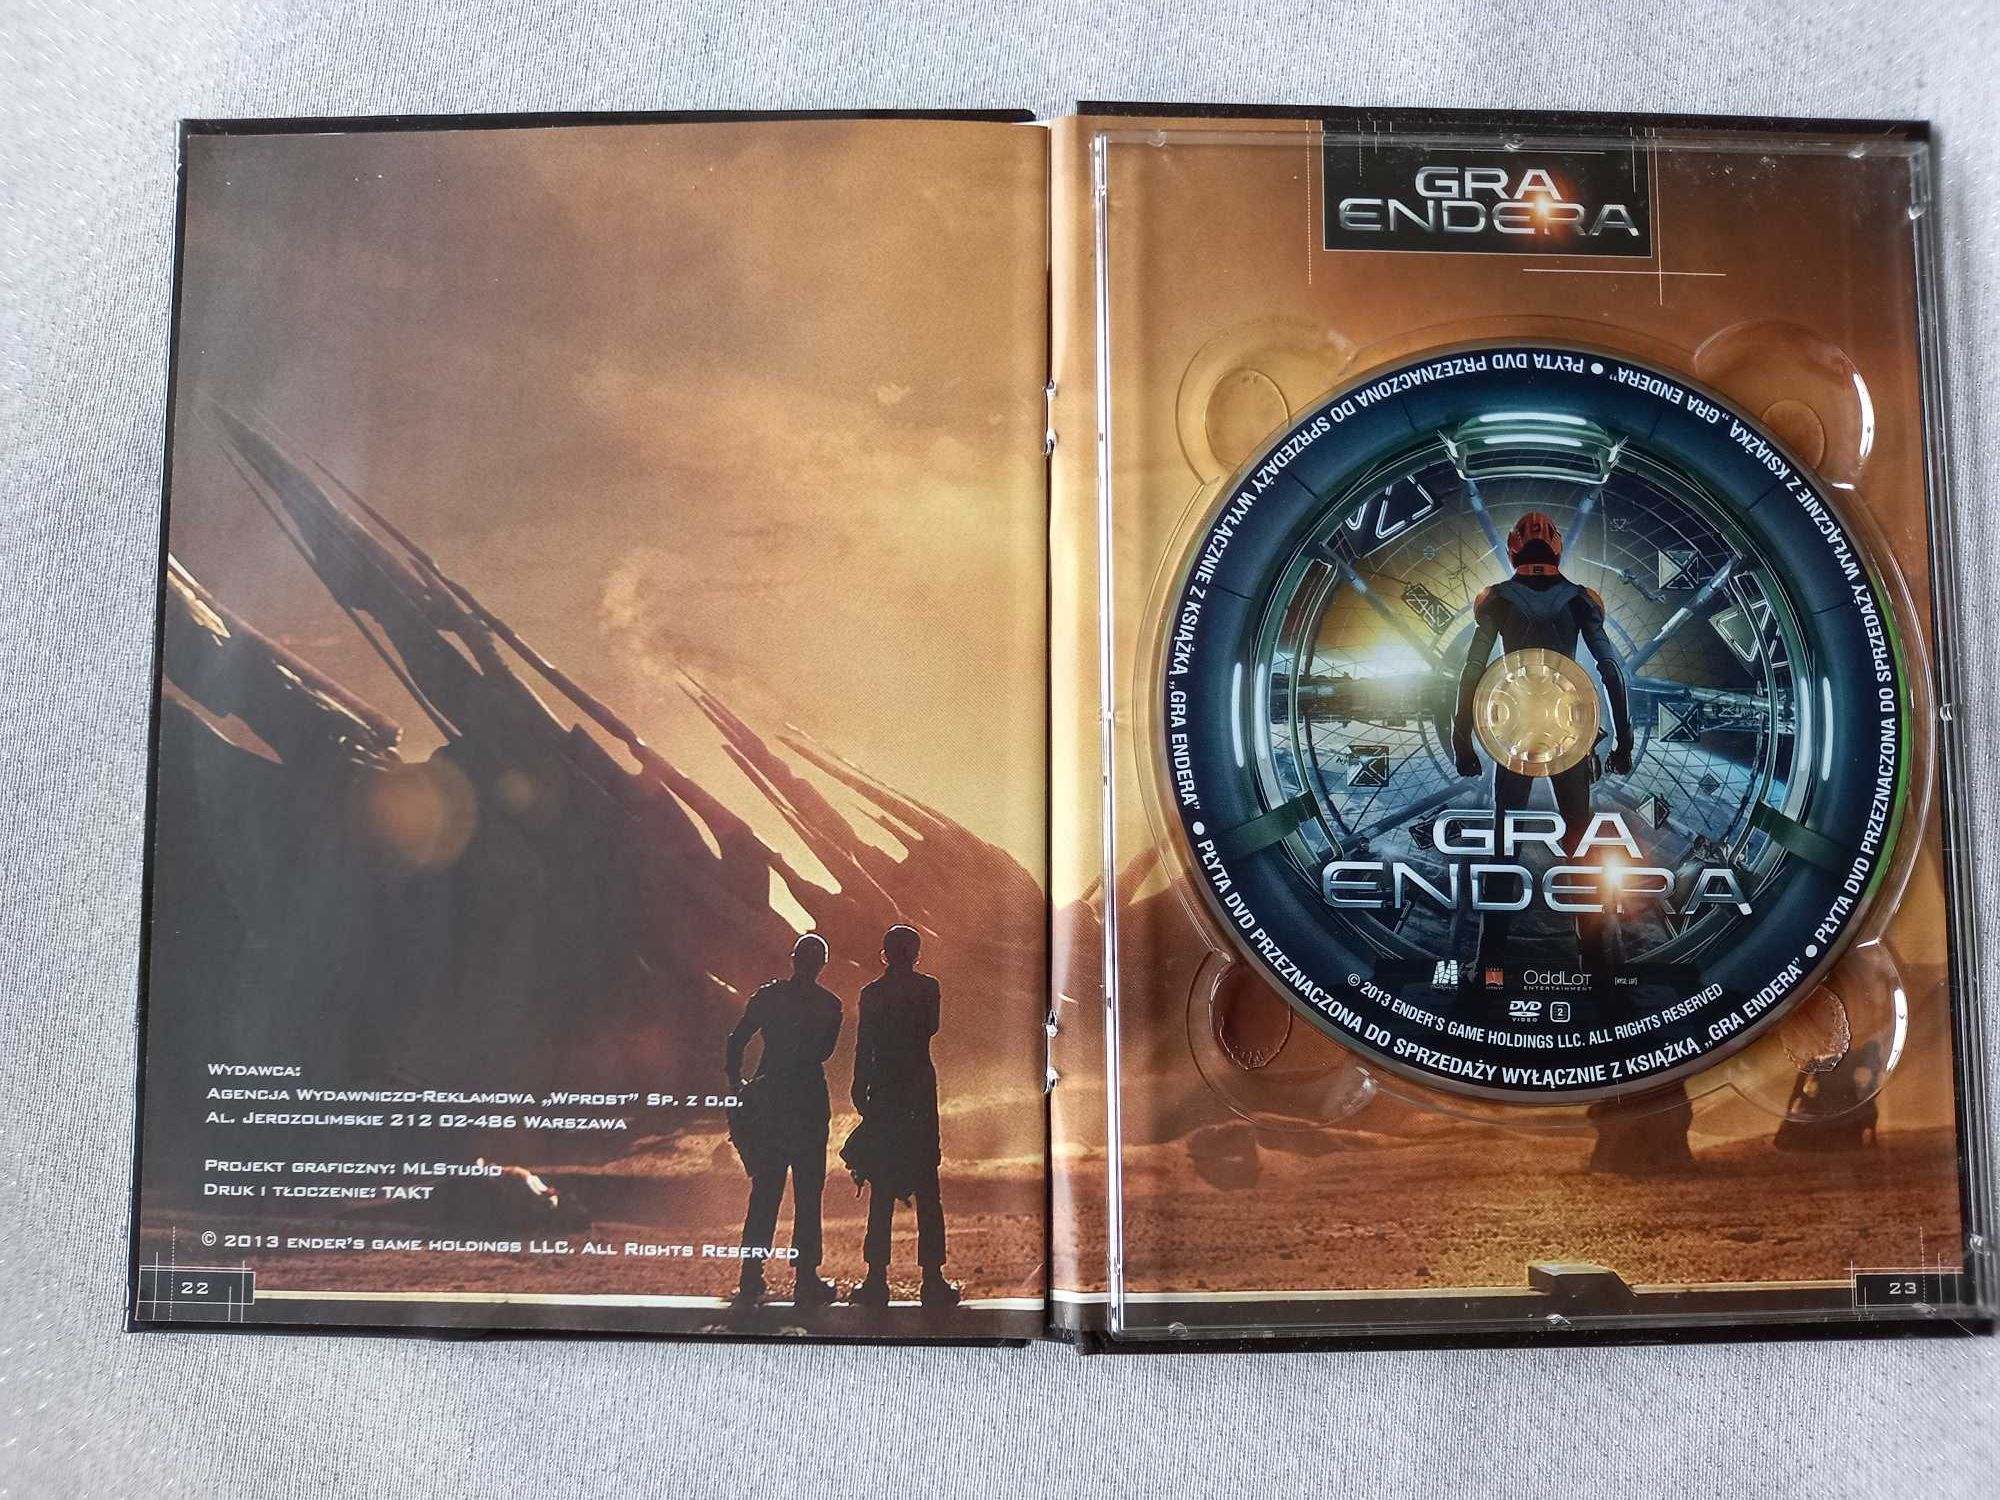 WYDAWCA:
AGENCJA WYDAWNICZO-REKLAMOWA „WPROST” SP. Z O.O.
AL. JEROZOLIMSKIE 212 02-486 WARSZAWA
PROJEKT GRAFICZNY: MLSTUDIO
DRUK I TŁOCZENIE: TAKT
© 2013 ENDER'S GAME HOLDINGS LLC. ALL RIGHTS RESERVED
22
GRA
ENDERA
PŁYTA DVD PRZEZNACZONA DO SPRZEDAŻY WYŁĄCZNIE Z KSIĄŻKĄ „GRA ENDERA” •
PŁYTA DVD PRZEZNACZONA DO SPRZEDAŻY WYŁĄCZNIE Z KSIĄŻKĄ „GRA ENDERA” •
PŁYTA DVD PRZEZNACZONA DO SPRZEDAŻY WYŁĄCZNIE Z KSIĄŻKĄ „GRA ENDERA” •
GRA
ENDERA
OddLot
ENTERTAINMENT
DVD
VIDEO
2
© 2013 ENDER'S GAME HOLDINGS LLC. ALL RIGHTS RESERVED
23